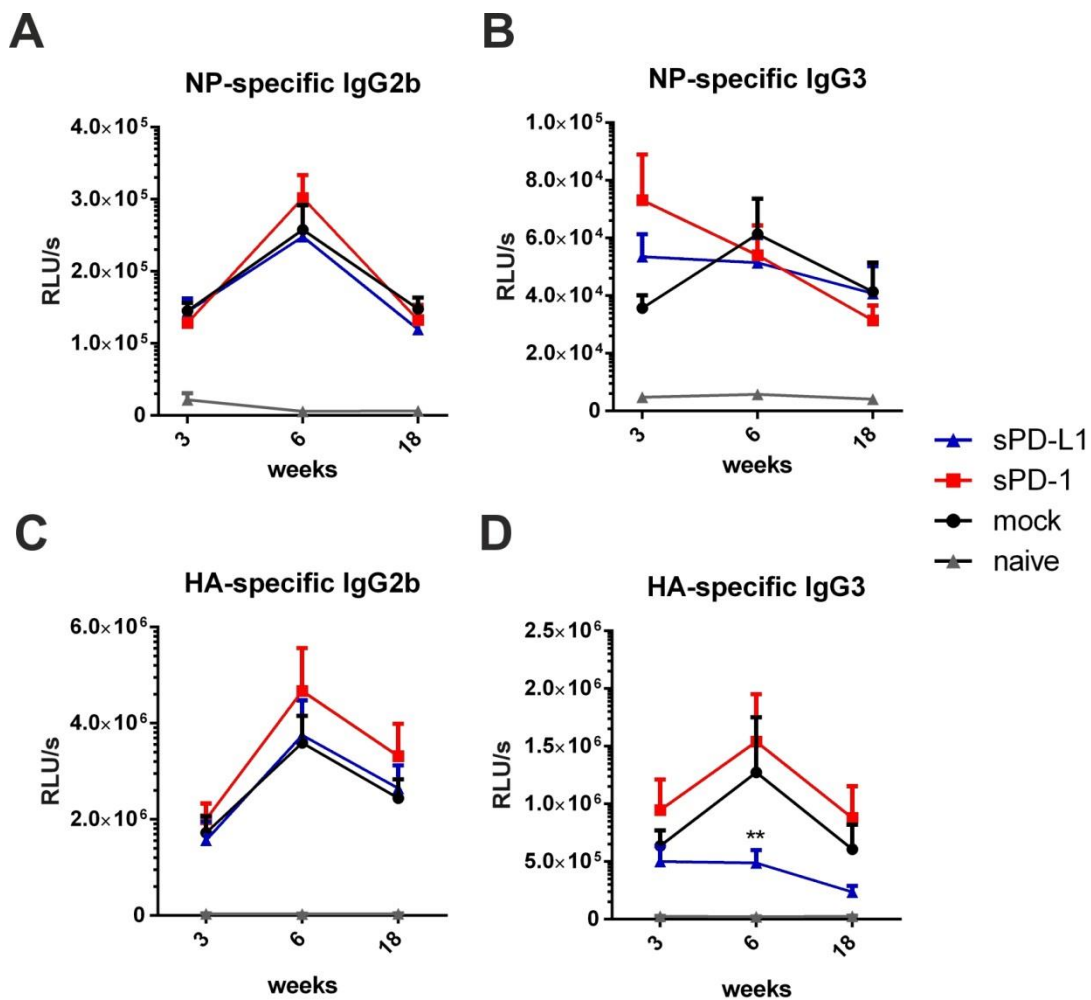 A
NP-specific IgG2b
RLU/s
4.0×10⁵
3.0×10⁵
2.0×10⁵
1.0×10⁵
0
3
6
18
weeks
B
NP-specific IgG3
RLU/s
1.0×10⁵
8.0×10⁴
6.0×10⁴
4.0×10⁴
2.0×10⁴
0
3
6
18
weeks
sPD-L1
sPD-1
mock
naive
C
HA-specific IgG2b
RLU/s
6.0×10⁶
4.0×10⁶
2.0×10⁶
0
3
6
18
weeks
D
HA-specific IgG3
RLU/s
2.5×10⁶
2.0×10⁶
1.5×10⁶
1.0×10⁶
5.0×10⁵
0
**
3
6
18
weeks